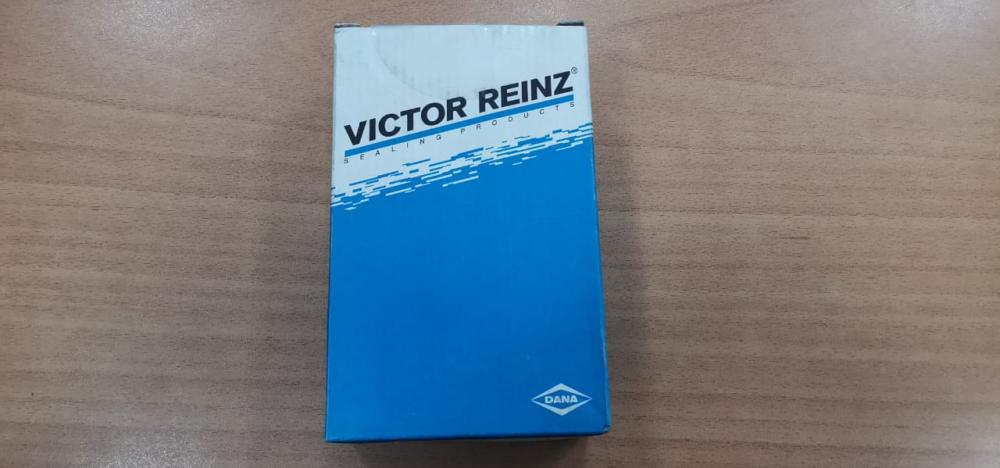 VICTOR REINZ®
SEALING PRODUCTS
DANA